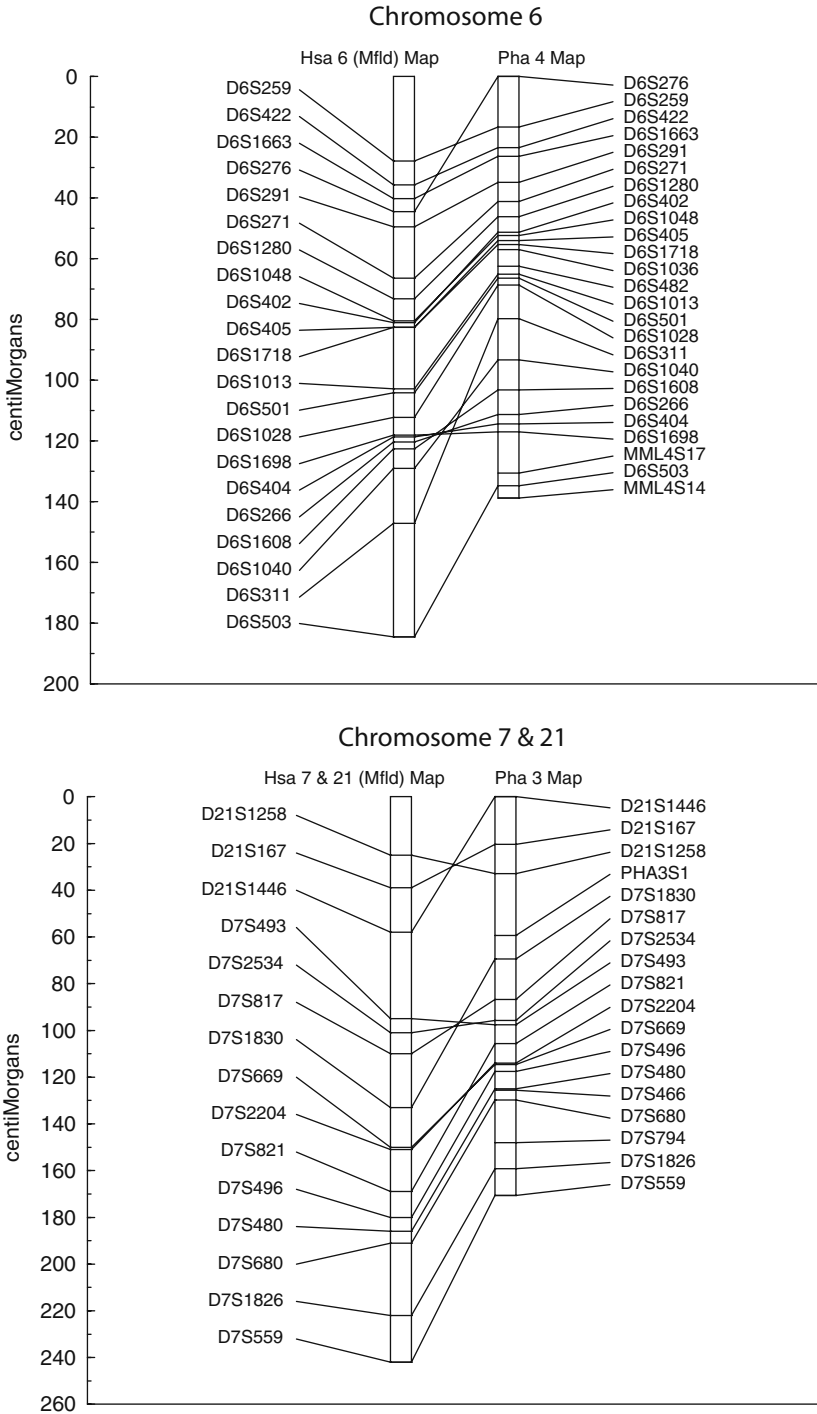 Chromosome 6
Hsa 6 (Mfld) Map
Pha 4 Map
centiMorgans
0
20
40
60
80
100
120
140
160
180
200
D6S259
D6S422
D6S1663
D6S276
D6S291
D6S271
D6S1280
D6S1048
D6S402
D6S405
D6S1718
D6S1013
D6S501
D6S1028
D6S1698
D6S404
D6S266
D6S1608
D6S1040
D6S311
D6S503
D6S276
D6S259
D6S422
D6S1663
D6S291
D6S271
D6S1280
D6S402
D6S1048
D6S405
D6S1718
D6S1036
D6S482
D6S1013
D6S501
D6S1028
D6S311
D6S1040
D6S1608
D6S266
D6S404
D6S1698
MML4S17
D6S503
MML4S14
Chromosome 7 & 21
Hsa 7 & 21 (Mfld) Map
Pha 3 Map
centiMorgans
0
20
40
60
80
100
120
140
160
180
200
220
240
260
D21S1258
D21S167
D21S1446
D7S493
D7S2534
D7S817
D7S1830
D7S669
D7S2204
D7S821
D7S496
D7S480
D7S680
D7S1826
D7S559
D21S1446
D21S167
D21S1258
PHA3S1
D7S1830
D7S817
D7S2534
D7S493
D7S821
D7S2204
D7S669
D7S496
D7S480
D7S466
D7S680
D7S794
D7S1826
D7S559